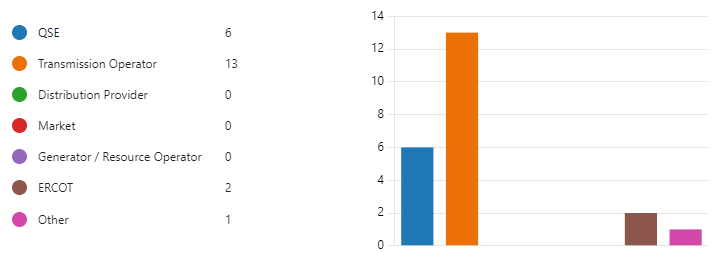 QSE 6
Transmission Operator 13
Distribution Provider 0
Market 0
Generator / Resource Operator 0
ERCOT 2
Other 1
14
12
10
8
6
4
2
0